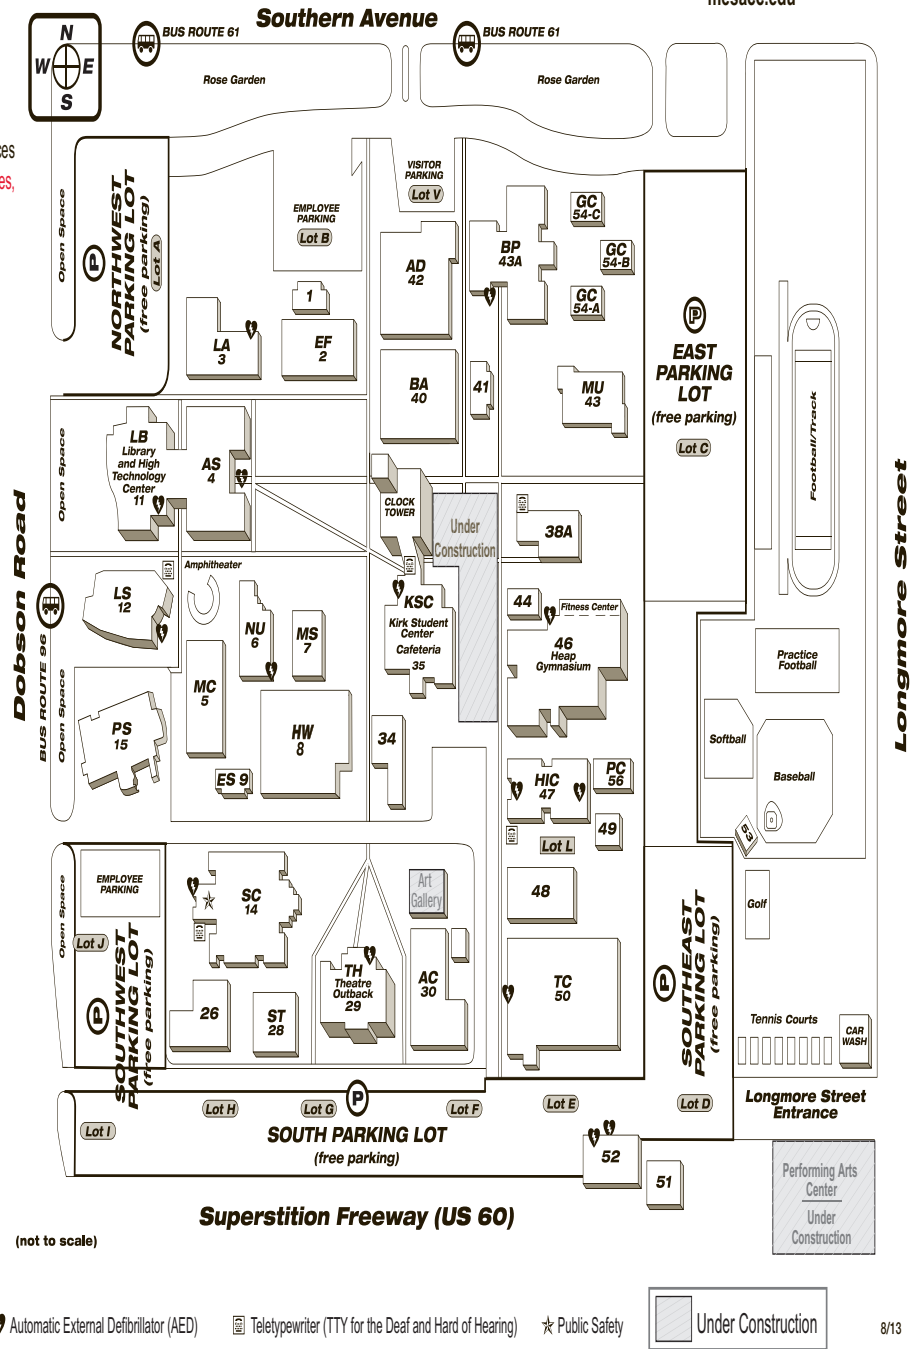 mesacc.edu
Southern Avenue
BUS ROUTE 61
BUS ROUTE 61
N
W E
S
Rose Garden
Rose Garden
es,
Open Space
P
NORTHWEST
PARKING LOT
(free parking)
Lot A
EMPLOYEE
PARKING
Lot B
VISITOR
PARKING
Lot V
AD
42
BP
43A
GC
54-C
GC
54-B
GC
54-A
1
LA
3
EF
2
BA
40
41
MU
43
P
EAST
PARKING
LOT
(free parking)
Lot C
Football/Track
Longmore Street
Dobson Road
Open Space
LB
Library
and High
Technology
Center
11
AS
4
CLOCK
TOWER
Under
Construction
38A
Amphitheater
LS
12
BUS ROUTE 96
Open Space
NU
6
MS
7
KSC
Kirk Student
Center
Cafeteria
35
44
Fitness Center
46
Heap
Gymnasium
Practice
Football
MC
5
PS
15
HW
8
34
ES 9
HIC
47
PC
56
49
Lot L
Softball
Baseball
53
Open Space
EMPLOYEE
PARKING
Lot J
SC
14
Art
Gallery
48
Golf
P
SOUTHWEST
PARKING LOT
(free parking)
26
ST
28
TH
Theatre
Outback
29
AC
30
TC
50
P
SOUTHEAST
PARKING LOT
(free parking)
Tennis Courts
CAR
WASH
Longmore Street
Entrance
Lot I
Lot H
Lot G
P
Lot F
Lot E
Lot D
SOUTH PARKING LOT
(free parking)
52
51
Performing Arts
Center
Under
Construction
Superstition Freeway (US 60)
(not to scale)
Automatic External Defibrillator (AED)
Teletypewriter (TTY for the Deaf and Hard of Hearing)
Public Safety
Under Construction
8/13